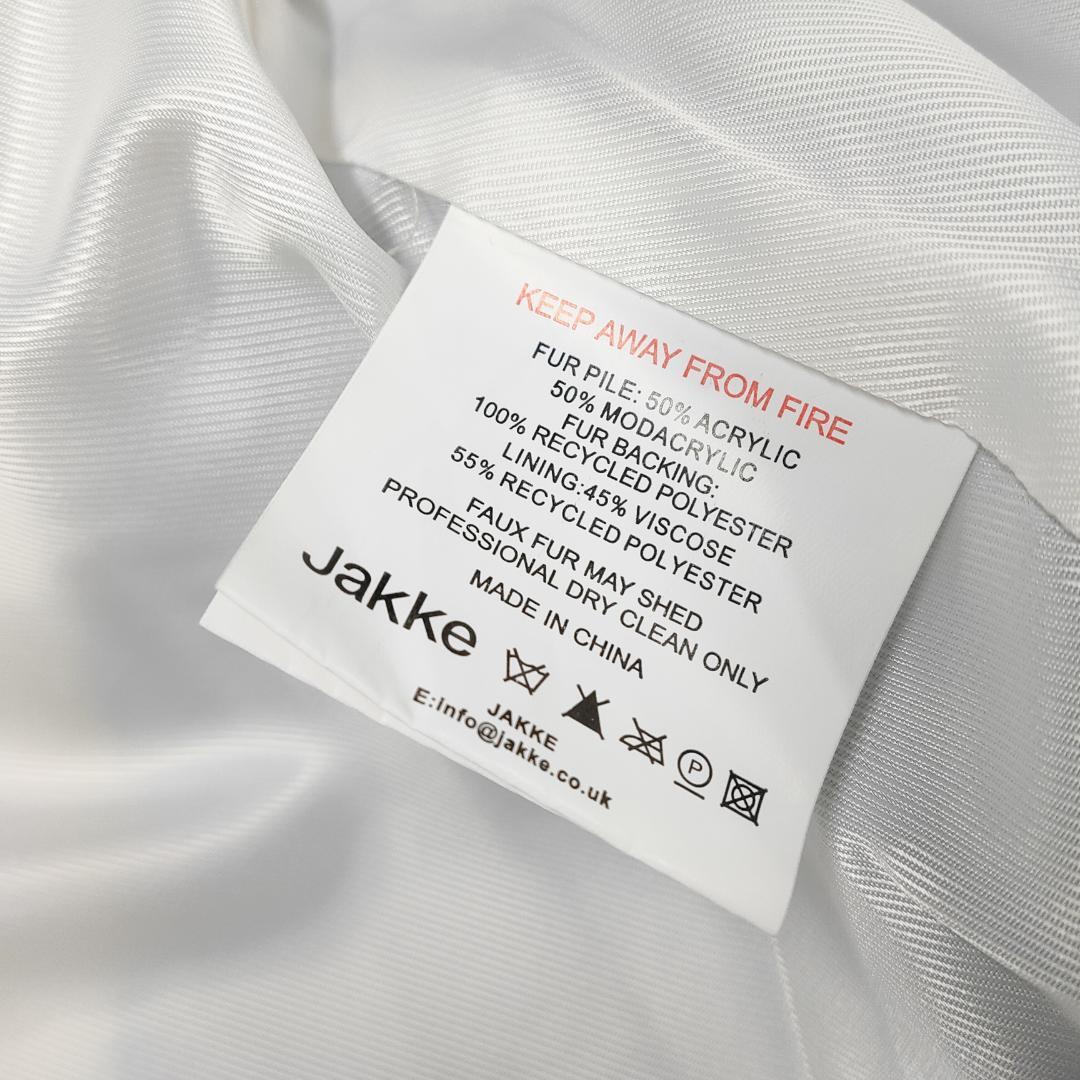 KEEP AWAY FROM FIRE
FUR PILE: 50% ACRYLIC
50% MODACRYLIC
FUR BACKING:
100% RECYCLED POLYESTER
LINING:45% VISCOSE
55% RECYCLED POLYESTER
FAUX FUR MAY SHED
PROFESSIONAL DRY CLEAN ONLY
MADE IN CHINA
Jakke
P
JAKKE
E:Info@jakke.co.uk